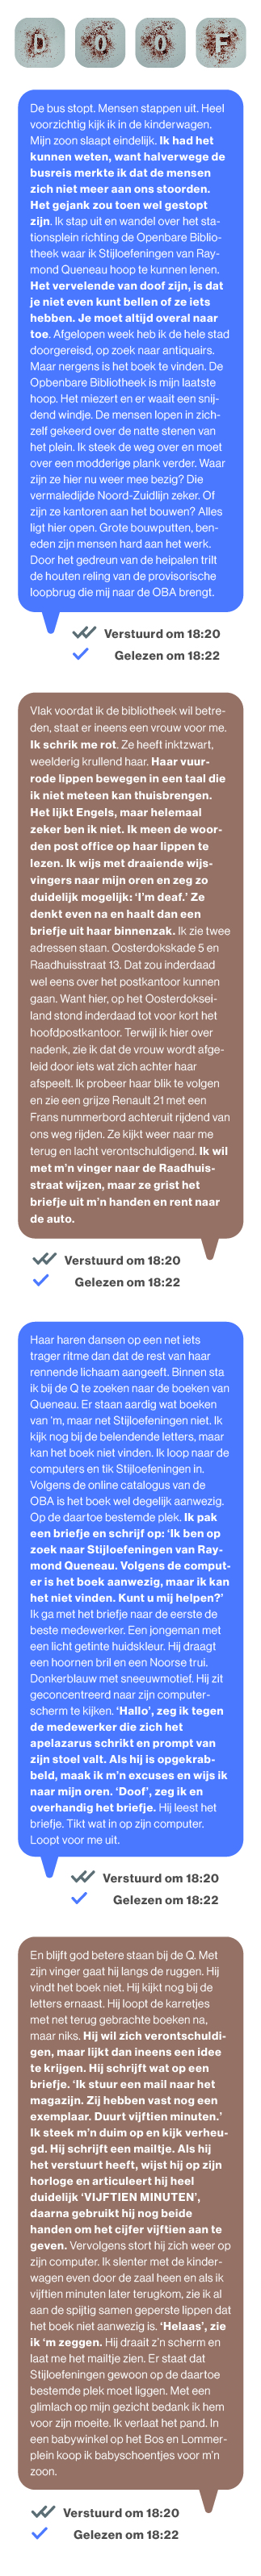 DOOF
De bus stopt. Mensen stappen uit. Heel
voorzichtig kijk ik in de kinderwagen.
Mijn zoon slaapt eindelijk. Ik had het
kunnen weten, want halverwege de
busreis merkte ik dat de mensen
zich niet meer aan ons stoorden.
Het gejank zou toen wel gestopt
zijn. Ik stap uit en wandel over het sta-
tionsplein richting de Openbare Biblio-
theek waar ik Stijloefeningen van Ray-
mond Queneau hoop te kunnen lenen.
Het vervelende van doof zijn, is dat
je niet even kunt bellen of ze iets
hebben. Je moet altijd overal naar
toe. Afgelopen week heb ik de hele stad
doorgereisd, op zoek naar antiquairs.
Maar nergens is het boek te vinden. De
Opbenbare Bibliotheek is mijn laatste
hoop. Het miezert en er waait een snij-
dend windje. De mensen lopen in zich-
zelf gekeerd over de natte stenen van
het plein. Ik steek de weg over en moet
over een modderige plank verder. Waar
zijn ze hier nu weer mee bezig? Die
vermaledijde Noord-Zuidlijn zeker. Of
zijn ze kantoren aan het bouwen? Alles
ligt hier open. Grote bouwputten, ben-
eden zijn mensen hard aan het werk.
Door het gedreun van de heipalen trilt
de houten reling van de provisorische
loopbrug die mij naar de OBA brengt.
Verstuurd om 18:20
Gelezen om 18:22
Vlak voordat ik de bibliotheek wil betre-
den, staat er ineens een vrouw voor me.
Ik schrik me rot. Ze heeft inktzwart,
weelderig krullend haar. Haar vuur-
rode lippen bewegen in een taal die
ik niet meteen kan thuisbrengen.
Het lijkt Engels, maar helemaal
zeker ben ik niet. Ik meen de woor-
den post office op haar lippen te
lezen. Ik wijs met draaiende wijs-
vingers naar mijn oren en zeg zo
duidelijk mogelijk: ‘I’m deaf.’ Ze
denkt even na en haalt dan een
briefje uit haar binnenzak. Ik zie twee
adressen staan. Oosterdokskade 5 en
Raadhuisstraat 13. Dat zou inderdaad
wel eens over het postkantoor kunnen
gaan. Want hier, op het Oosterdoksei-
land stond inderdaad tot voor kort het
hoofdpostkantoor. Terwijl ik hier over
nadenk, zie ik dat de vrouw wordt afge-
leid door iets wat zich achter haar
afspeelt. Ik probeer haar blik te volgen
en zie een grijze Renault 21 met een
Frans nummerbord achteruit rijdend van
ons weg rijden. Ze kijkt weer naar me
terug en lacht verontschuldigend. Ik wil
met m’n vinger naar de Raadhuis-
straat wijzen, maar ze grist het
briefje uit m’n handen en rent naar
de auto.
Verstuurd om 18:20
Gelezen om 18:22
Haar haren dansen op een net iets
trager ritme dan dat de rest van haar
rennende lichaam aangeeft. Binnen sta
ik bij de Q te zoeken naar de boeken van
Queneau. Er staan aardig wat boeken
van ’m, maar net Stijloefeningen niet. Ik
kijk nog bij de belendende letters, maar
kan het boek niet vinden. Ik loop naar de
computers en tik Stijloefeningen in.
Volgens de online catalogus van de
OBA is het boek wel degelijk aanwezig.
Op de daartoe bestemde plek. Ik pak
een briefje en schrijf op: ‘Ik ben op
zoek naar Stijloefeningen van Ray-
mond Queneau. Volgens de comput-
er is het boek aanwezig, maar ik kan
het niet vinden. Kunt u mij helpen?’
Ik ga met het briefje naar de eerste de
beste medewerker. Een jongeman met
een licht getinte huidskleur. Hij draagt
een hoornen bril en een Noorse trui.
Donkerblauw met sneeuwmotief. Hij zit
geconcentreerd naar zijn computer-
scherm te kijken. ‘Hallo’, zeg ik tegen
de medewerker die zich het
apelazarus schrikt en prompt van
zijn stoel valt. Als hij is opgekrab-
beld, maak ik m’n excuses en wijs ik
naar mijn oren. ‘Doof’, zeg ik en
overhandig het briefje. Hij leest het
briefje. Tikt wat in op zijn computer.
Loopt voor me uit.
Verstuurd om 18:20
Gelezen om 18:22
En blijft god betere staan bij de Q. Met
zijn vinger gaat hij langs de ruggen. Hij
vindt het boek niet. Hij kijkt nog bij de
letters ernaast. Hij loopt de karretjes
met net terug gebrachte boeken na,
maar niks. Hij wil zich verontschuldi-
gen, maar lijkt dan ineens een idee
te krijgen. Hij schrijft wat op een
briefje. ‘Ik stuur een mail naar het
magazijn. Zij hebben vast nog een
exemplaar. Duurt vijftien minuten.’
Ik steek m’n duim op en kijk verheu-
gd. Hij schrijft een mailtje. Als hij
het verstuurt heeft, wijst hij op zijn
horloge en articuleert hij heel
duidelijk ‘VIJFTIEN MINUTEN’,
daarna gebruikt hij nog beide
handen om het cijfer vijftien aan te
geven. Vervolgens stort hij zich weer op
zijn computer. Ik slenter met de kinder-
wagen even door de zaal heen en als ik
vijftien minuten later terugkom, zie ik al
aan de spijtig samen geperste lippen dat
het boek niet aanwezig is. ‘Helaas’, zie
ik ‘m zeggen. Hij draait z’n scherm en
laat me het mailtje zien. Er staat dat
Stijloefeningen gewoon op de daartoe
bestemde plek moet liggen. Met een
glimlach op mijn gezicht bedank ik hem
voor zijn moeite. Ik verlaat het pand. In
een babywinkel op het Bos en Lommer-
plein koop ik babyschoentjes voor m’n
zoon.
Verstuurd om 18:20
Gelezen om 18:22